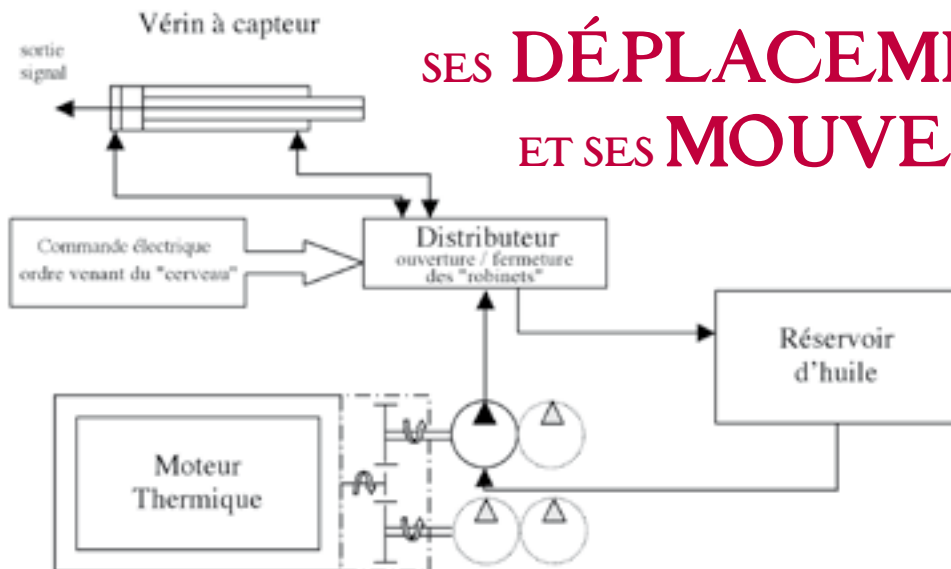 Vérin à capteur
sortie
signal
SES DÉPLACEM
ET SES MOUVE
Commande électrique
ordre venant du "cerveau"
Distributeur
ouverture / fermeture
des "robinets"
Réservoir
d'huile
Moteur
Thermique